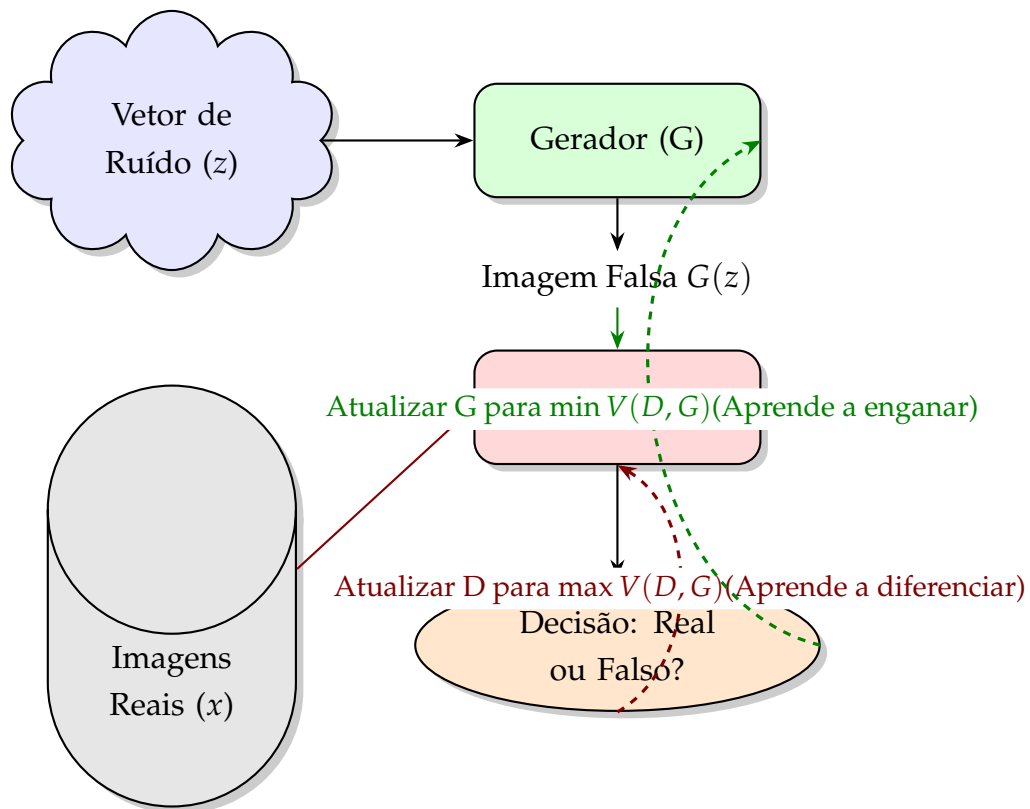 Vetor de
Ruído (z)
Gerador (G)
Imagem Falsa G(z)
Atualizar G para min V(D, G)(Aprende a enganar)
Atualizar D para max V(D, G)(Aprende a diferenciar)
Decisão: Real
ou Falso?
Imagens
Reais (x)